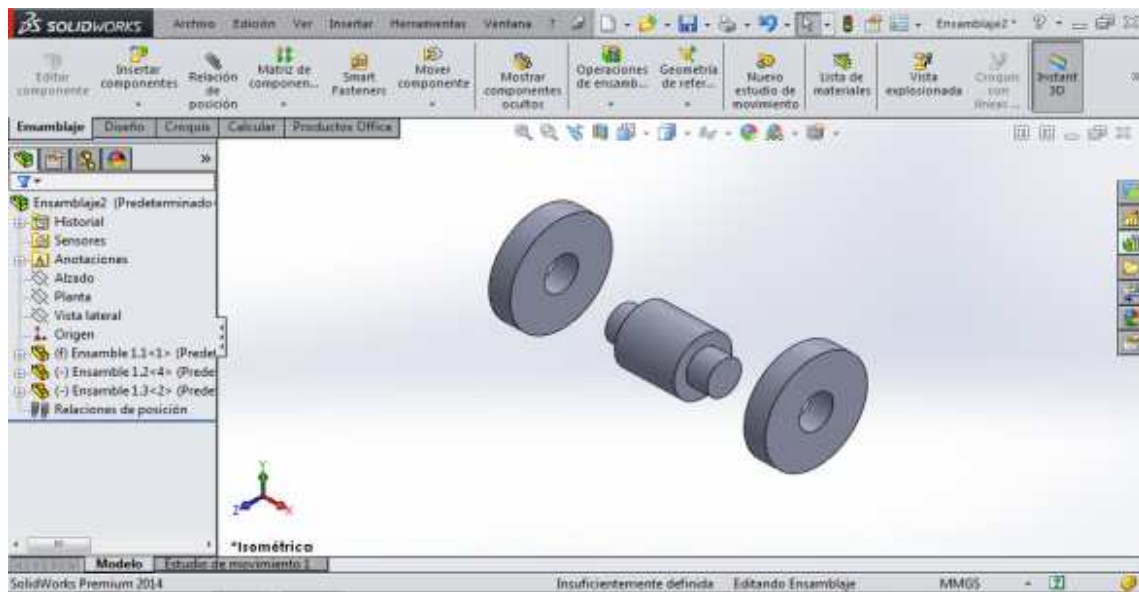 SOLIDWORKS Archivo Edición Ver Insertar Herramientas Ventana ? Ensamblaje2 *
Editar componente
Insertar componentes
Relación de posición
Matriz de componen...
Smart Fasteners
Mover componente
Mostrar componentes ocultos
Operaciones de ensamb...
Geometría de refer...
Nuevo estudio de movimiento
Lista de materiales
Vista explosionada
Croquis con líneas ...
Instant 3D
Ensamblaje Diseño Croquis Calcular Productos Office
Ensamblaje2 (Predeterminado
Historial
Sensores
Anotaciones
Alzado
Planta
Vista lateral
Origen
(f) Ensamble 1.1<1> (Predet
(-) Ensamble 1.2<4> (Prede
(-) Ensamble 1.3<2> (Prede
Relaciones de posición
Y
Z X
*Isométrica
Modelo Estudio de movimiento 1
SolidWorks Premium 2014 Insuficientemente definida Editando Ensamblaje MMGS